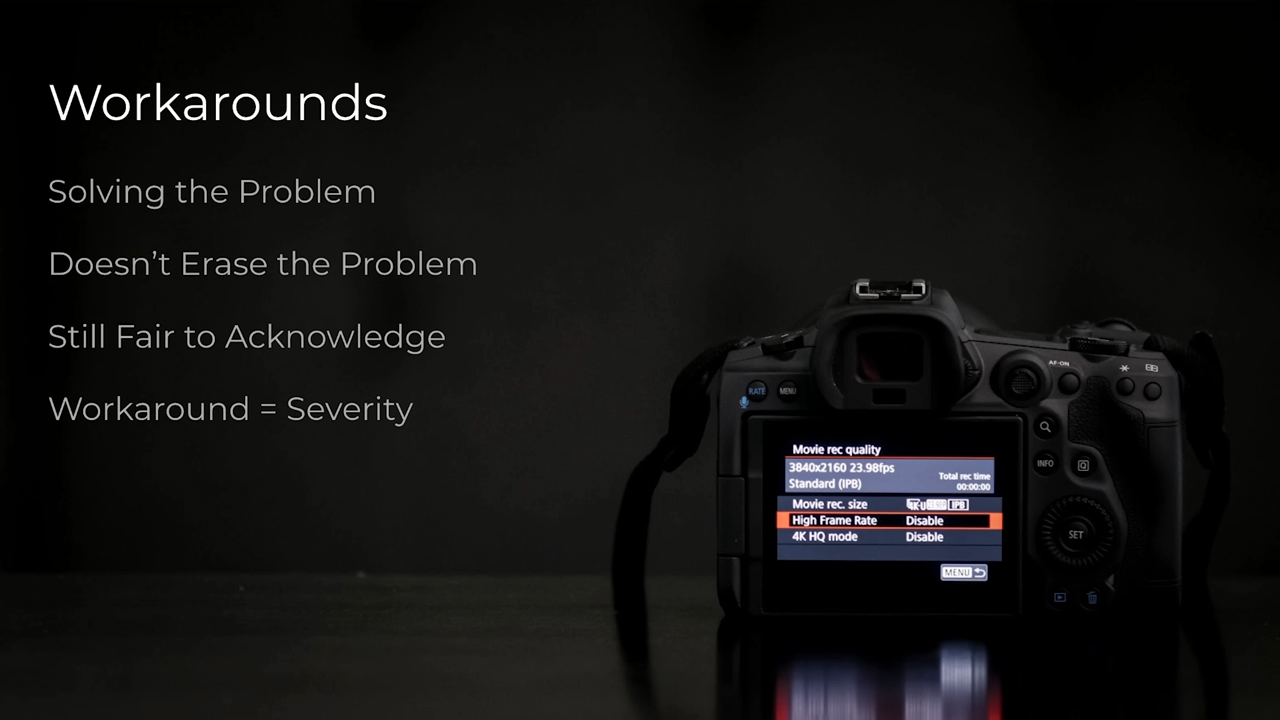 Workarounds
Solving the Problem
Doesn’t Erase the Problem
Still Fair to Acknowledge
Workaround = Severity
AF-ON
RATE
MENU
INFO
Q
SET
Movie rec quality
3840x2160 23.98fps
Standard (IPB)
Total rec time
00:00:00
Movie rec. size
IPB
High Frame Rate Disable
4K HQ mode Disable
MENU